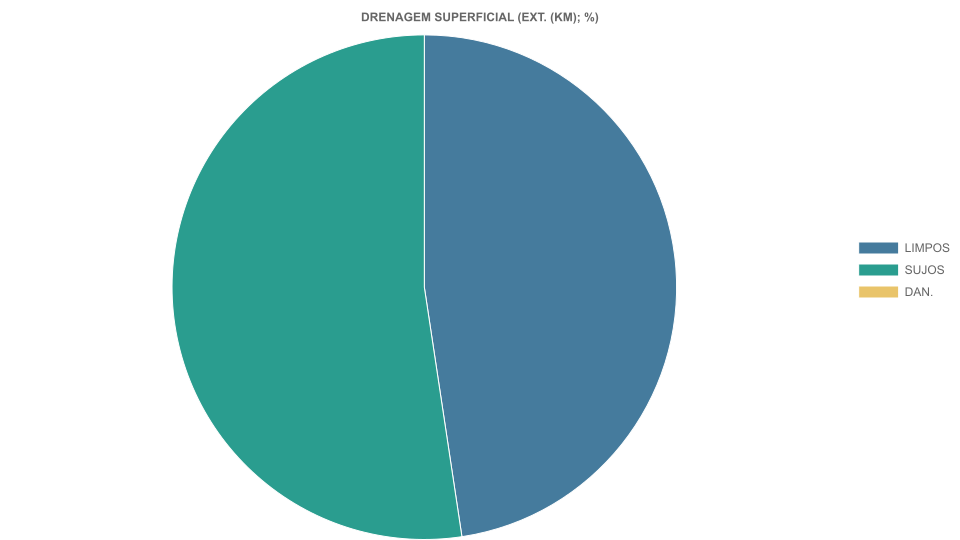 DRENAGEM SUPERFICIAL (EXT. (KM); %)
LIMPOS
SUJOS
DAN.